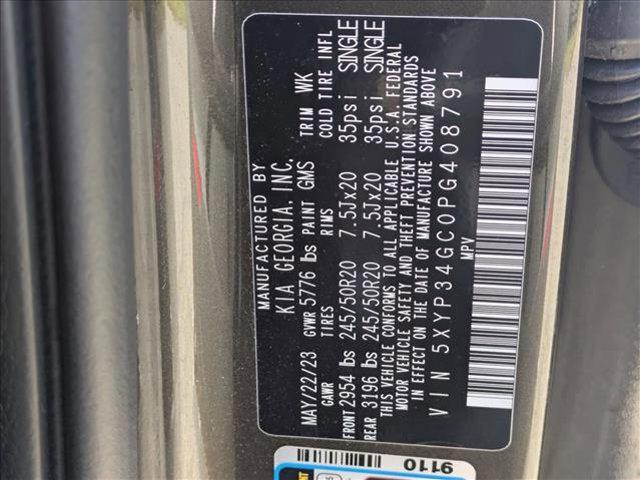 MANUFACTURED BY
KIA GEORGIA, INC.
MAY/22/23 GVWR 5776 lbs PAINT GMS TRIM WK
GAWR TIRES RIMS COLD TIRE INFL
FRONT 2954 lbs 245/50R20 7.5Jx20 35psi SINGLE
REAR 3196 lbs 245/50R20 7.5Jx20 35psi SINGLE
THIS VEHICLE CONFORMS TO ALL APPLICABLE U.S.A. FEDERAL
MOTOR VEHICLE SAFETY AND THEFT PREVENTION STANDARDS
IN EFFECT ON THE DATE OF MANUFACTURE SHOWN ABOVE
VIN 5XYP34GC0PG408791
MPV
9110